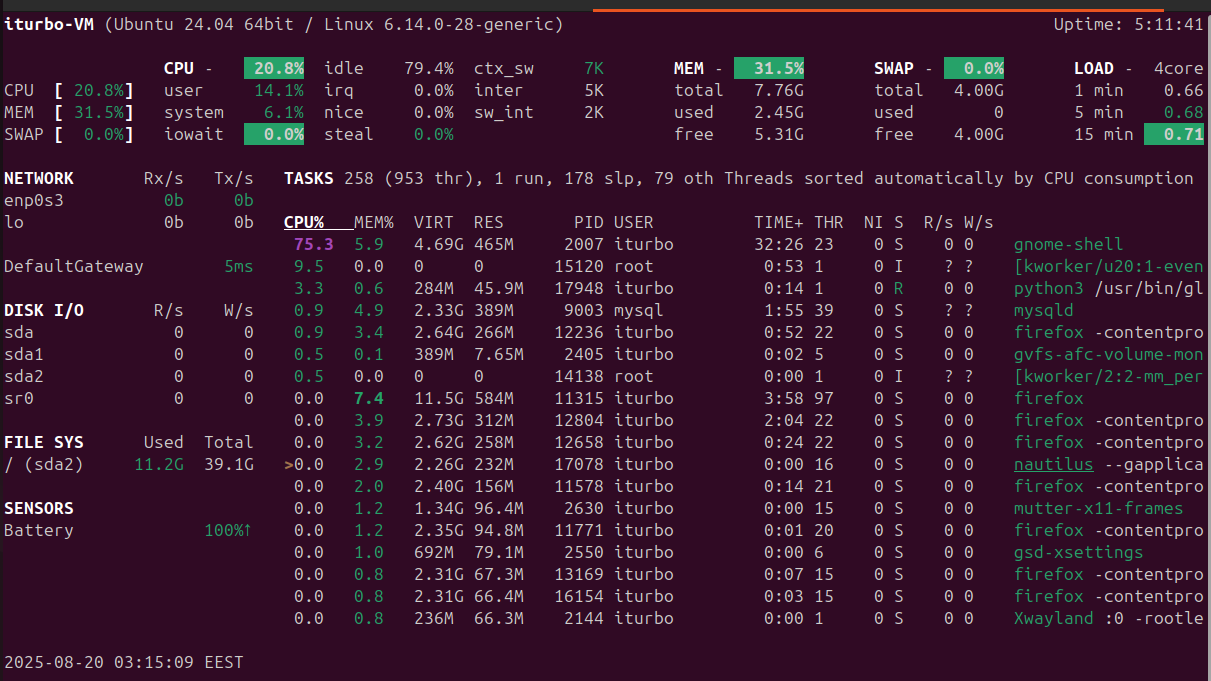 iturbo-VM (Ubuntu 24.04 64bit / Linux 6.14.0-28-generic) Uptime: 5:11:41
CPU - 20.8% idle 79.4% ctx_sw 7K MEM - 31.5% SWAP - 0.0% LOAD - 4core
CPU [ 20.8%] user 14.1% irq 0.0% inter 5K total 7.76G total 4.00G 1 min 0.66
MEM [ 31.5%] system 6.1% nice 0.0% sw_int 2K used 2.45G used 0 5 min 0.68
SWAP [ 0.0%] iowait 0.0% steal 0.0% free 5.31G free 4.00G 15 min 0.71
NETWORK Rx/s Tx/s TASKS 258 (953 thr), 1 run, 178 slp, 79 oth Threads sorted automatically by CPU consumption
enp0s3 0b 0b
lo 0b 0b CPU% MEM% VIRT RES PID USER TIME+ THR NI S R/s W/s
75.3 5.9 4.69G 465M 2007 iturbo 32:26 23 0 S 0 0 gnome-shell
DefaultGateway 5ms 9.5 0.0 0 0 15120 root 0:53 1 0 I ? ? [kworker/u20:1-even
3.3 0.6 284M 45.9M 17948 iturbo 0:14 1 0 R 0 0 python3 /usr/bin/gl
DISK I/O R/s W/s 0.9 4.9 2.33G 389M 9003 mysql 1:55 39 0 S ? ? mysqld
sda 0 0 0.9 3.4 2.64G 266M 12236 iturbo 0:52 22 0 S 0 0 firefox -contentpro
sda1 0 0 0.5 0.1 389M 7.65M 2405 iturbo 0:02 5 0 S 0 0 gvfs-afc-volume-mon
sda2 0 0 0.5 0.0 0 0 14138 root 0:00 1 0 I ? ? [kworker/2:2-mm_per
sr0 0 0 0.0 7.4 11.5G 584M 11315 iturbo 3:58 97 0 S 0 0 firefox
0.0 3.9 2.73G 312M 12804 iturbo 2:04 22 0 S 0 0 firefox -contentpro
FILE SYS Used Total 0.0 3.2 2.62G 258M 12658 iturbo 0:24 22 0 S 0 0 firefox -contentpro
/ (sda2) 11.2G 39.1G >0.0 2.9 2.26G 232M 17078 iturbo 0:00 16 0 S 0 0 nautilus --gapplica
0.0 2.0 2.40G 156M 11578 iturbo 0:14 21 0 S 0 0 firefox -contentpro
SENSORS 0.0 1.2 1.34G 96.4M 2630 iturbo 0:00 15 0 S 0 0 mutter-x11-frames
Battery 100%↑ 0.0 1.2 2.35G 94.8M 11771 iturbo 0:01 20 0 S 0 0 firefox -contentpro
0.0 1.0 692M 79.1M 2550 iturbo 0:00 6 0 S 0 0 gsd-xsettings
0.0 0.8 2.31G 67.3M 13169 iturbo 0:07 15 0 S 0 0 firefox -contentpro
0.0 0.8 2.31G 66.4M 16154 iturbo 0:03 15 0 S 0 0 firefox -contentpro
0.0 0.8 236M 66.3M 2144 iturbo 0:00 1 0 S 0 0 Xwayland :0 -rootle
2025-08-20 03:15:09 EEST